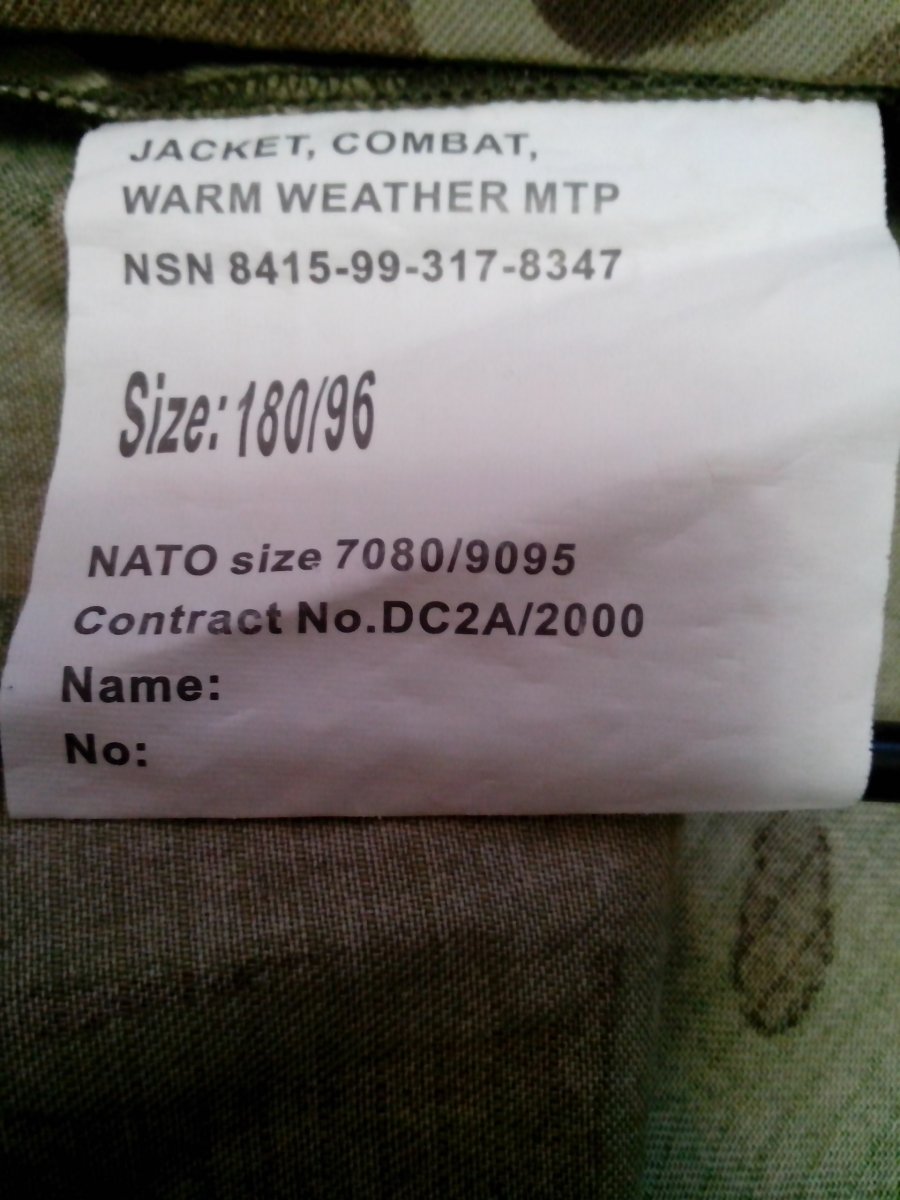 JACKET, COMBAT,
WARM WEATHER MTP
NSN 8415-99-317-8347
Size: 180/96
NATO size 7080/9095
Contract No.DC2A/2000
Name:
No: